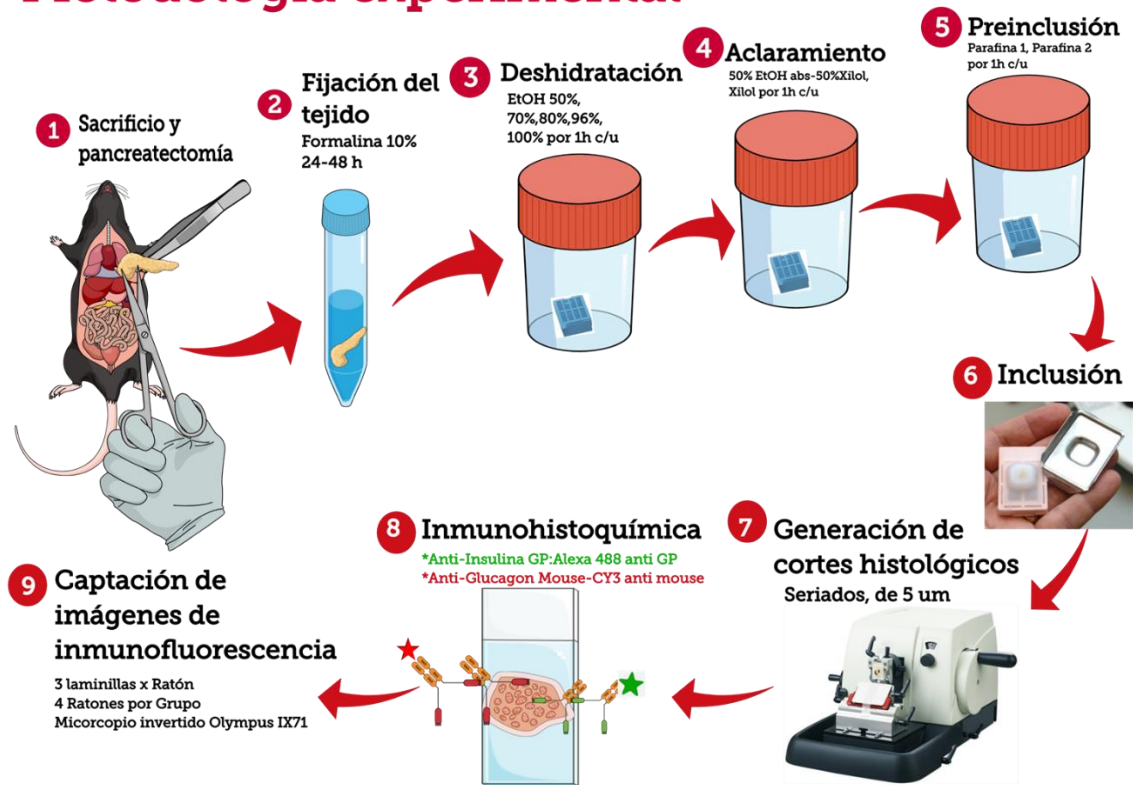 Metodología experimental
1 Sacrificio y
pancreatectomía
2 Fijación del
tejido
Formalina 10%
24-48 h
3 Deshidratación
EtOH 50%,
70%,80%,96%,
100% por 1h c/u
4 Aclaramiento
50% EtOH abs-50%Xilol,
Xilol por 1h c/u
5 Preinclusión
Parafina 1, Parafina 2
por 1h c/u
6 Inclusión
7 Generación de
cortes histológicos
Seriados, de 5 um
8 Inmunohistoquímica
*Anti-Insulina GP:Alexa 488 anti GP
*Anti-Glucagon Mouse-CY3 anti mouse
9 Captación de
imágenes de
inmunofluorescencia
3 laminillas x Ratón
4 Ratones por Grupo
Micorcopio invertido Olympus IX71